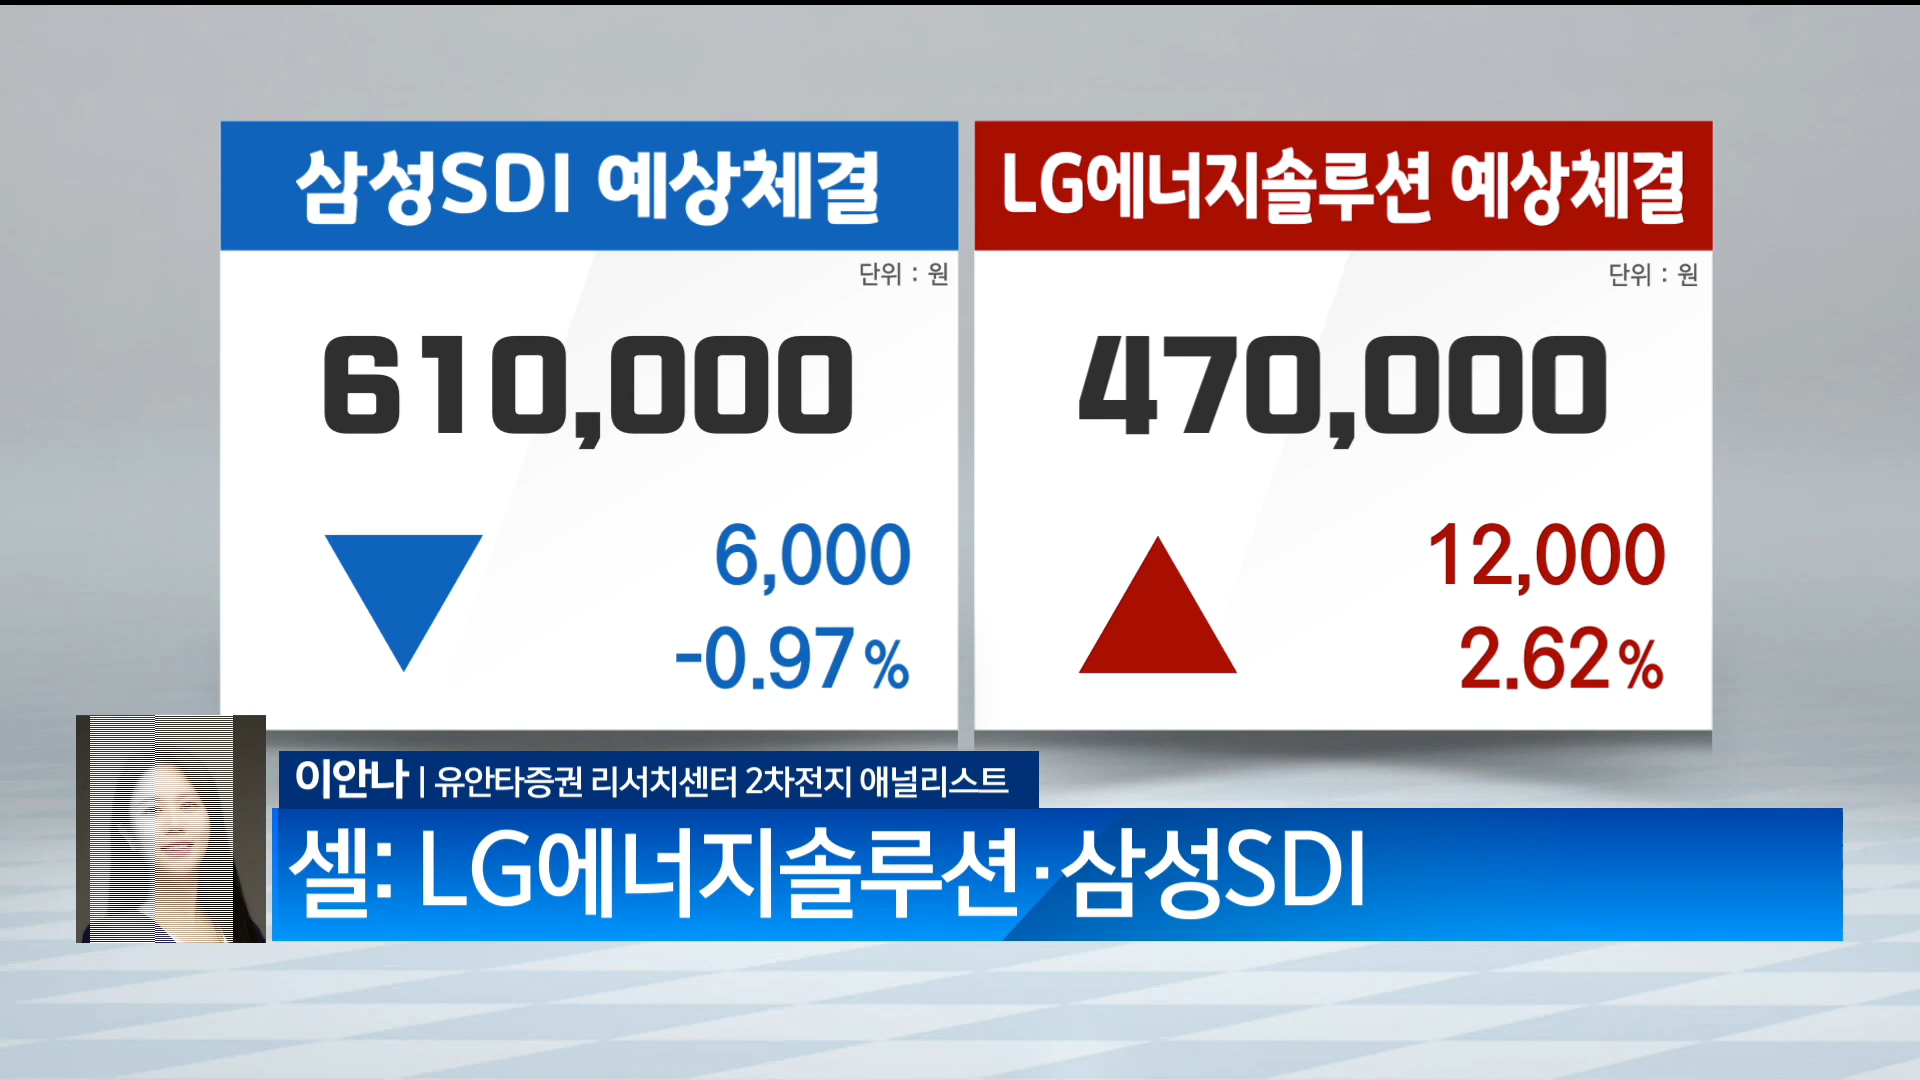 삼성SDI 예상체결
단위 : 원
610,000
6,000
-0.97%
LG에너지솔루션 예상체결
단위 : 원
470,000
12,000
2.62%
이안나 | 유안타증권 리서치센터 2차전지 애널리스트
셀: LG에너지솔루션·삼성SDI